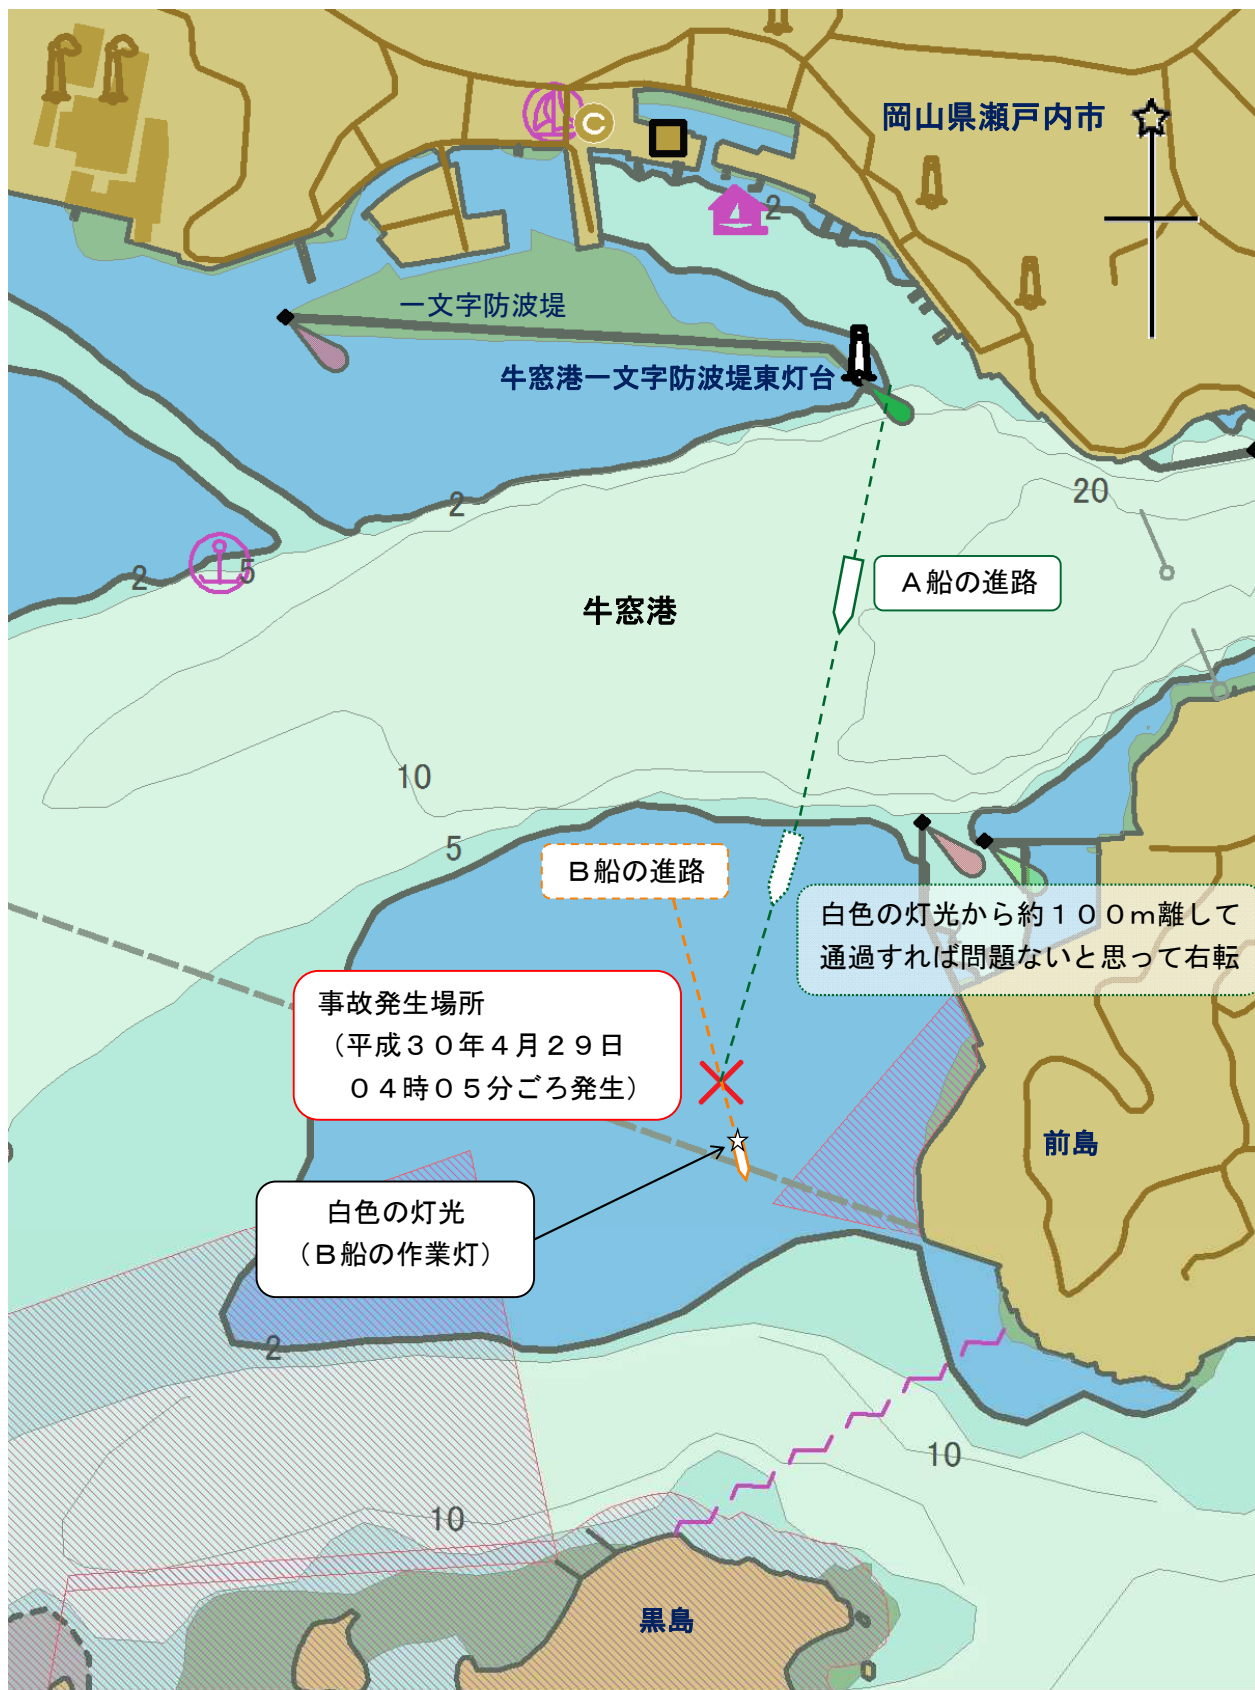 岡山県瀬戸内市
C
2
一文字防波堤
牛窓港一文字防波堤東灯台
2
20
2
5
Ａ船の進路
牛窓港
10
5
Ｂ船の進路
白色の灯光から約１００ｍ離して
通過すれば問題ないと思って右転
事故発生場所
（平成３０年４月２９日
０４時０５分ごろ発生）
前島
白色の灯光
（Ｂ船の作業灯）
2
10
10
黒島